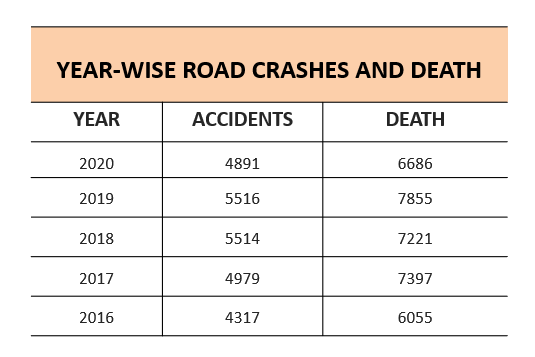 YEAR-WISE ROAD CRASHES AND DEATH
YEAR ACCIDENTS DEATH
2020 4891 6686
2019 5516 7855
2018 5514 7221
2017 4979 7397
2016 4317 6055